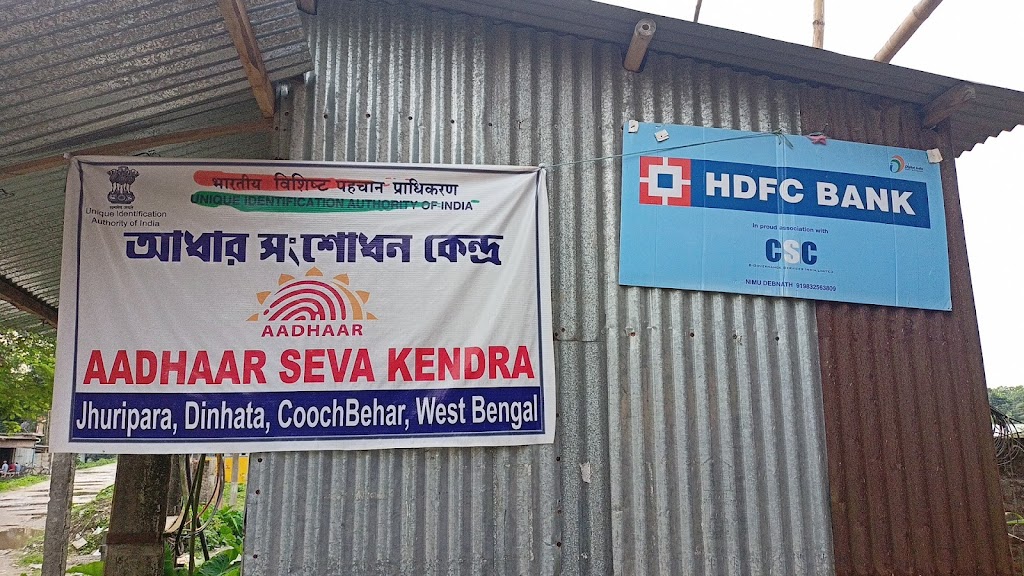 Unique Identification
Authority of India
भारतीय विशिष्ट पहचान प्राधिकरण
UNIQUE IDENTIFICATION AUTHORITY OF INDIA
আধার সংশোধন কেন্দ্র
AADHAAR
AADHAAR SEVA KENDRA
Jhuripara, Dinhata, CoochBehar, West Bengal
HDFC BANK
In proud association with
CSC
NIMU DEBNATH 919832563809